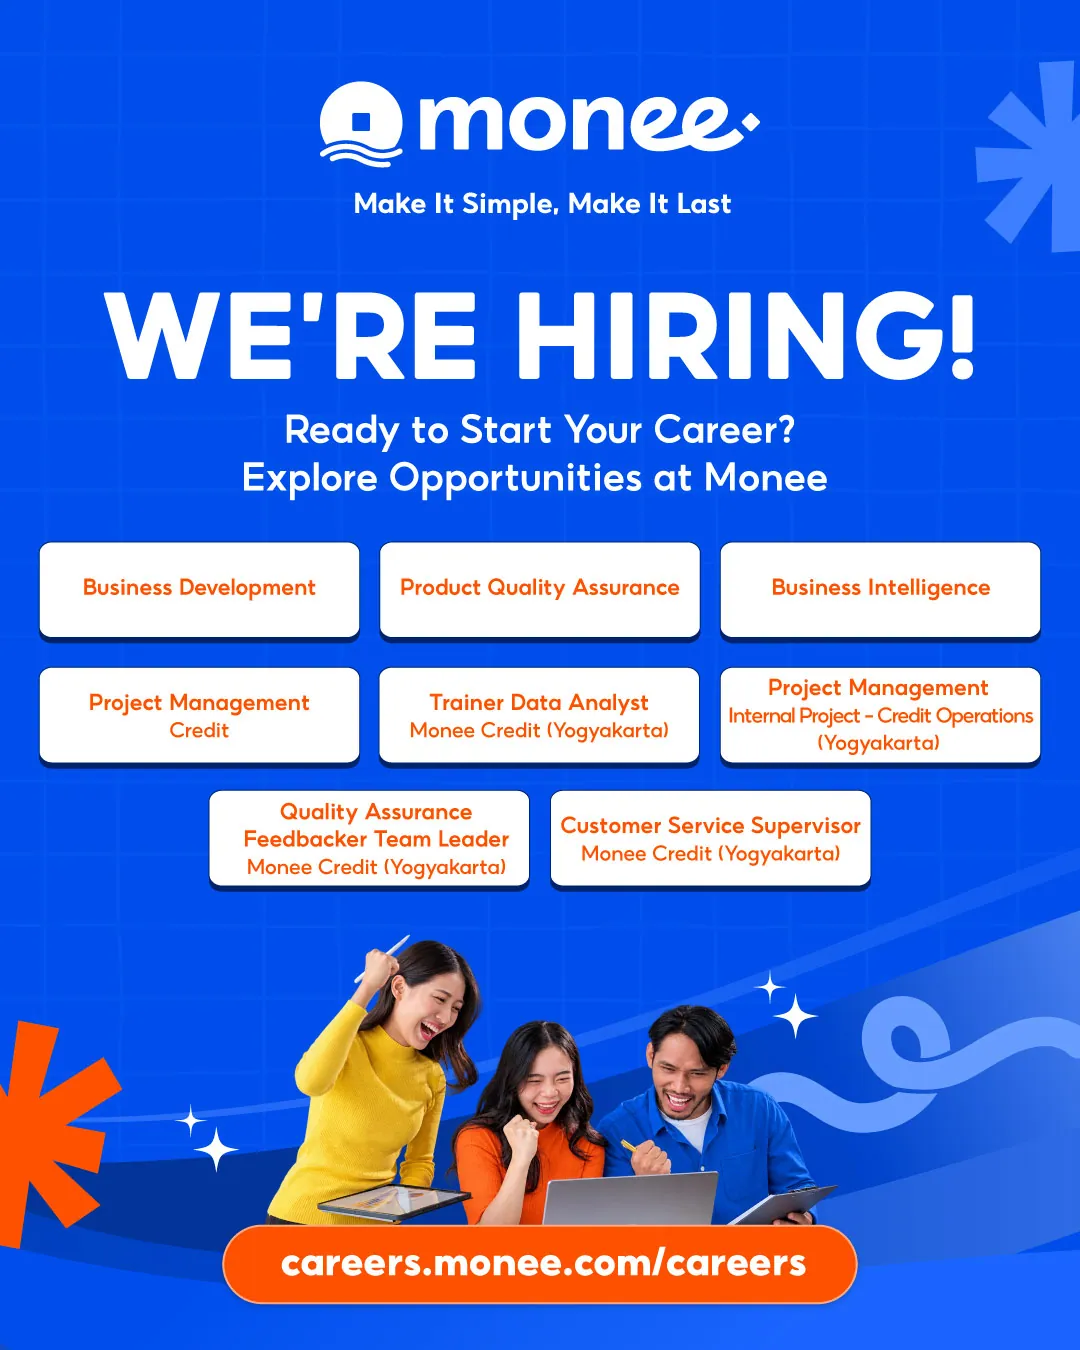 monee
Make It Simple, Make It Last
WE'RE HIRING!
Ready to Start Your Career?
Explore Opportunities at Monee
Business Development
Product Quality Assurance
Business Intelligence
Project Management
Credit
Trainer Data Analyst
Monee Credit (Yogyakarta)
Project Management
Internal Project - Credit Operations
(Yogyakarta)
Quality Assurance
Feedbacker Team Leader
Monee Credit (Yogyakarta)
Customer Service Supervisor
Monee Credit (Yogyakarta)
careers.monee.com/careers